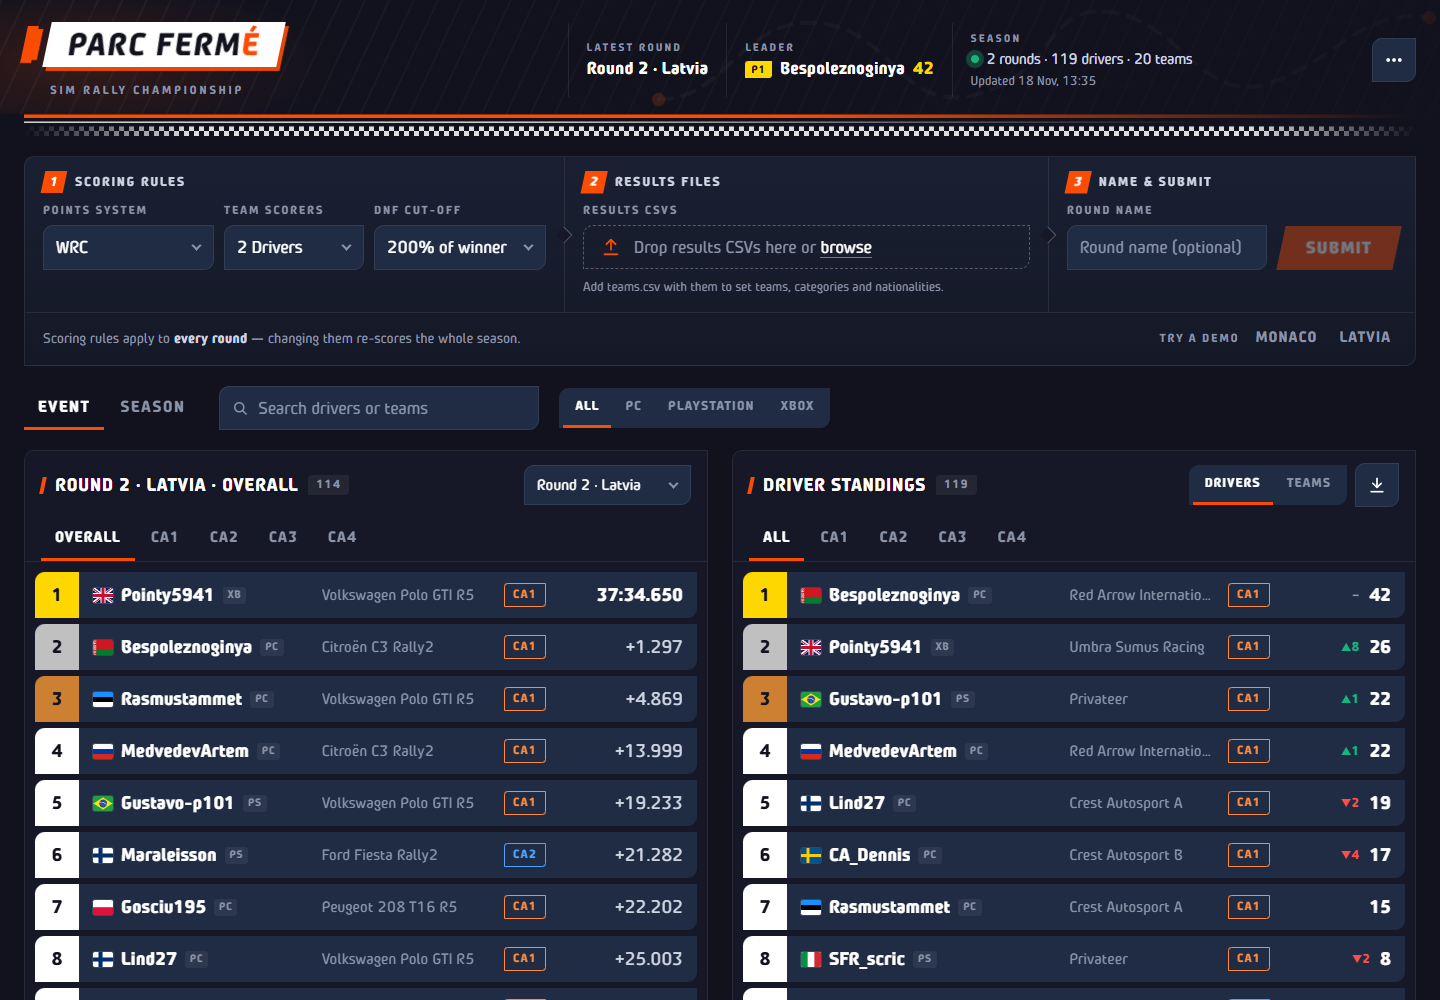 PARC FERMÉ
SIM RALLY CHAMPIONSHIP
LATEST ROUND
Round 2 · Latvia
LEADER
P1 Bespoleznoginya 42
SEASON
2 rounds · 119 drivers · 20 teams
Updated 18 Nov, 13:35
1 SCORING RULES
POINTS SYSTEM
WRC
TEAM SCORERS
2 Drivers
DNF CUT-OFF
200% of winner
2 RESULTS FILES
RESULTS CSVS
Drop results CSVs here or browse
Add teams.csv with them to set teams, categories and nationalities.
3 NAME & SUBMIT
ROUND NAME
Round name (optional)
SUBMIT
Scoring rules apply to every round — changing them re-scores the whole season.
TRY A DEMO MONACO LATVIA
EVENT SEASON
Search drivers or teams
ALL PC PLAYSTATION XBOX
ROUND 2 · LATVIA · OVERALL 114
Round 2 · Latvia
OVERALL CA1 CA2 CA3 CA4
1 Pointy5941 XB Volkswagen Polo GTI R5 CA1 37:34.650
2 Bespoleznoginya PC Citroën C3 Rally2 CA1 +1.297
3 Rasmustammet PC Volkswagen Polo GTI R5 CA1 +4.869
4 MedvedevArtem PC Citroën C3 Rally2 CA1 +13.999
5 Gustavo-p101 PS Volkswagen Polo GTI R5 CA1 +19.233
6 Maraleisson PS Ford Fiesta Rally2 CA2 +21.282
7 Gosciu195 PC Peugeot 208 T16 R5 CA1 +22.202
8 Lind27 PC Volkswagen Polo GTI R5 CA1 +25.003
DRIVER STANDINGS 119
DRIVERS TEAMS
ALL CA1 CA2 CA3 CA4
1 Bespoleznoginya PC Red Arrow Internatio... CA1 – 42
2 Pointy5941 XB Umbra Sumus Racing CA1 ▲8 26
3 Gustavo-p101 PS Privateer CA1 ▲1 22
4 MedvedevArtem PC Red Arrow Internatio... CA1 ▲1 22
5 Lind27 PC Crest Autosport A CA1 ▼2 19
6 CA_Dennis PC Crest Autosport B CA1 ▼4 17
7 Rasmustammet PC Crest Autosport A CA1 15
8 SFR_scric PS Privateer CA1 ▼2 8